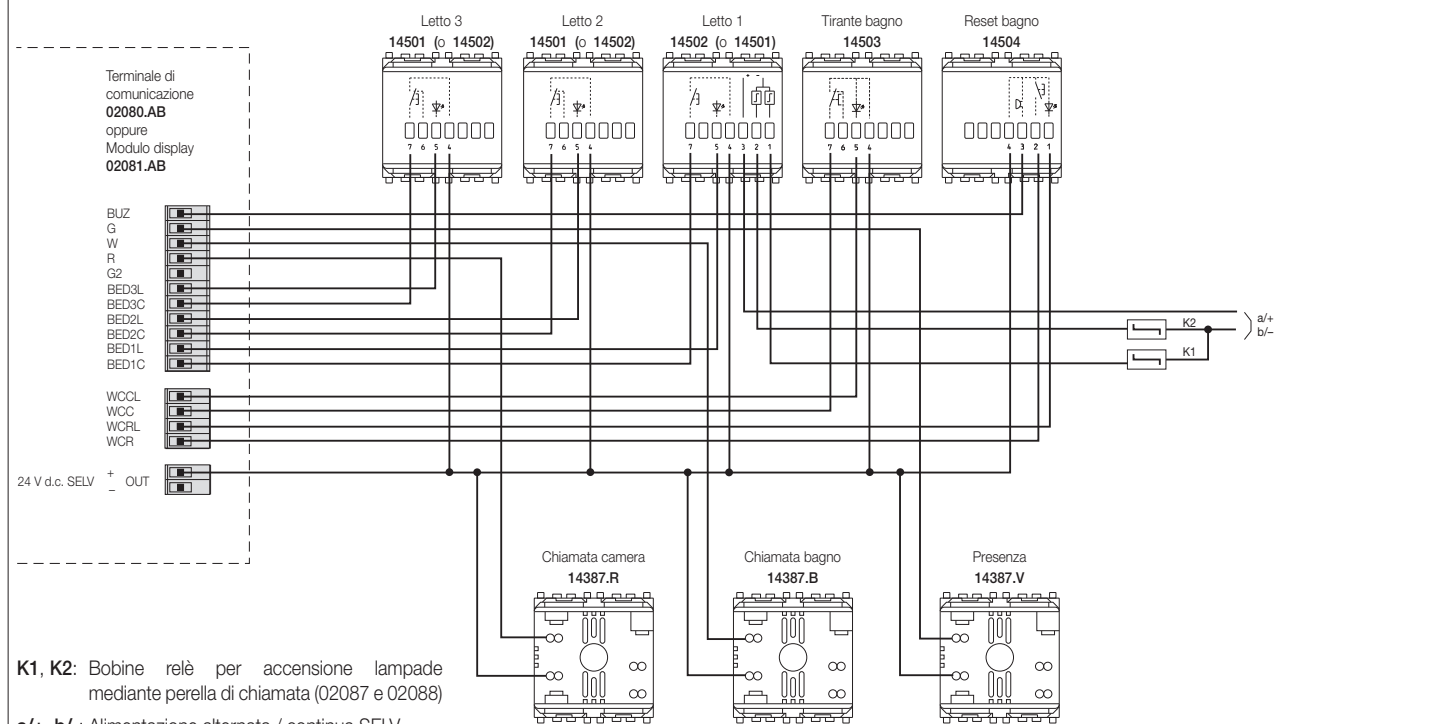 Letto 3
14501 (o 14502)
Letto 2
14501 (o 14502)
Letto 1
14502 (o 14501)
Tirante bagno
14503
Reset bagno
14504
Terminale di
comunicazione
02080.AB
oppure
Modulo display
02081.AB
+ −
7 6 5 4
7 6 5 4
7 5 4 3 2 1
7 6 5 4
4 3 2 1
BUZ
G
W
R
G2
BED3L
BED3C
BED2L
BED2C
BED1L
BED1C
WCCL
WCC
WCRL
WCR
24 V d.c. SELV + − OUT
K2
K1
a/+
b/−
Chiamata camera
14387.R
Chiamata bagno
14387.B
Presenza
14387.V
K1, K2: Bobine relè per accensione lampade
mediante perella di chiamata (02087 e 02088)
a/+, b/-: Alimentazione alternata / continua SELV